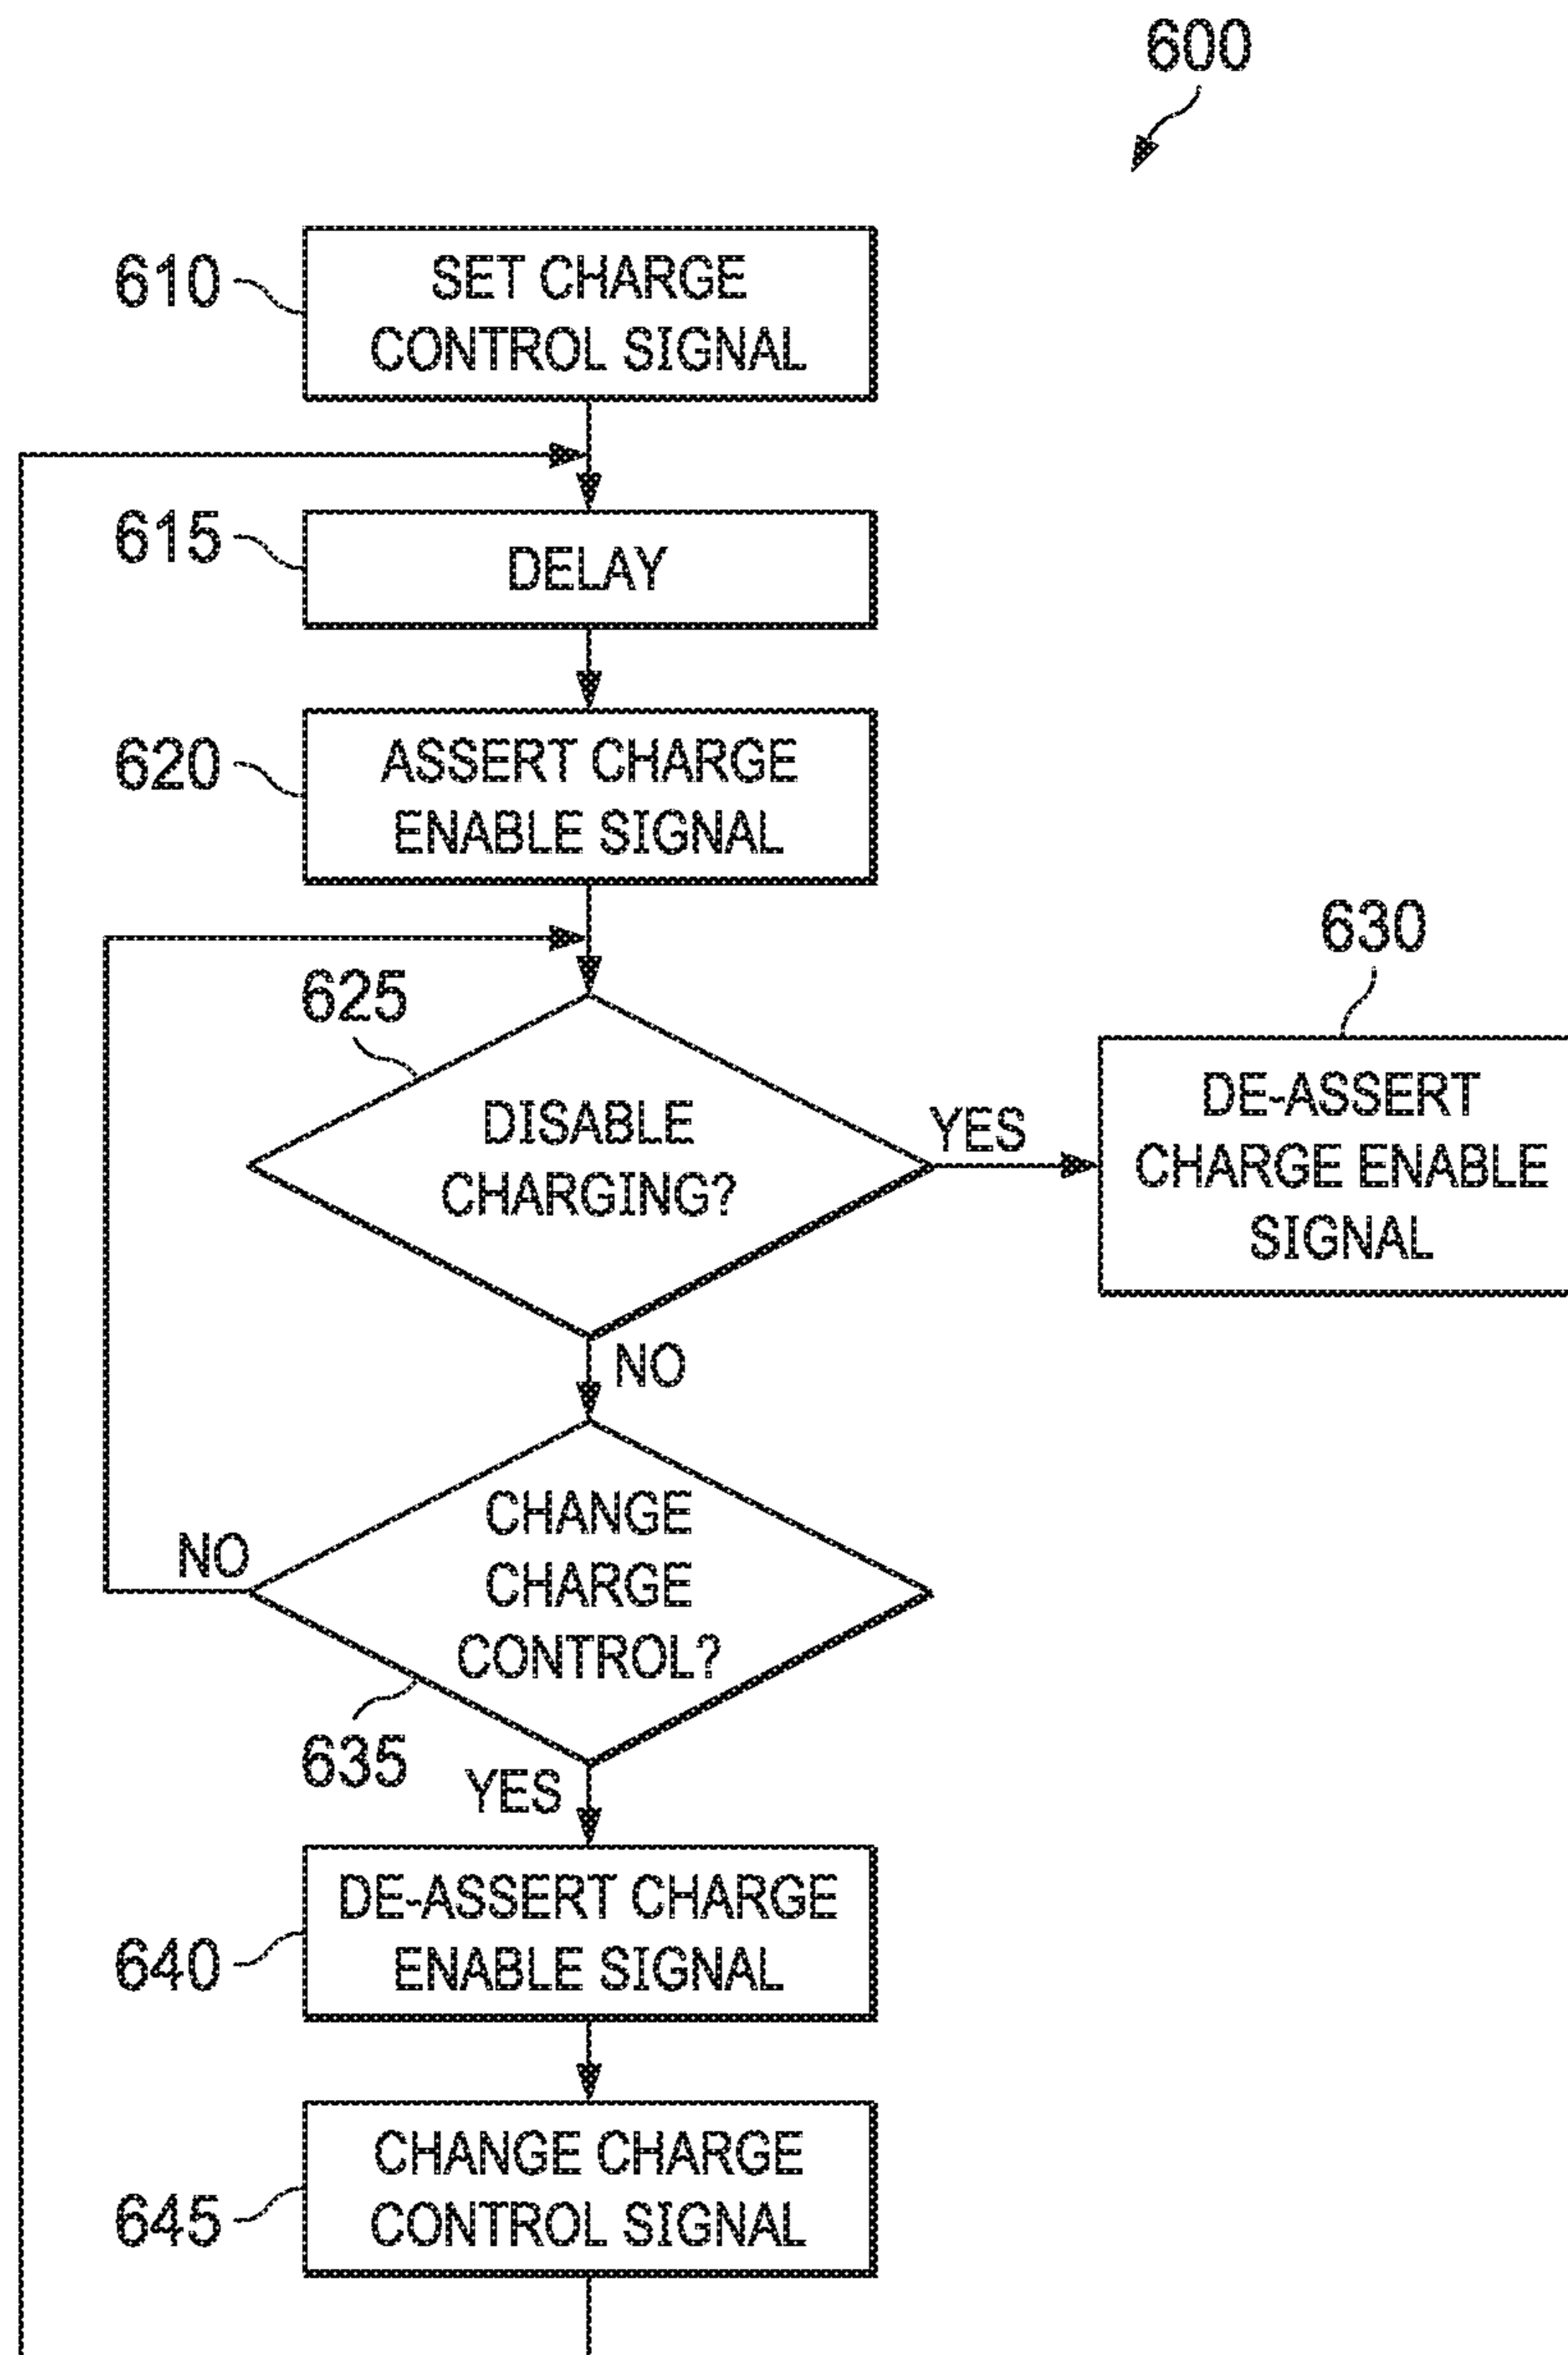 600
610
SET CHARGE
CONTROL SIGNAL
615
DELAY
620
ASSERT CHARGE
ENABLE SIGNAL
625
DISABLE
CHARGING?
YES
630
DE-ASSERT
CHARGE ENABLE
SIGNAL
NO
CHANGE
CHARGE
CONTROL?
NO
635
YES
640
DE-ASSERT CHARGE
ENABLE SIGNAL
645
CHANGE CHARGE
CONTROL SIGNAL